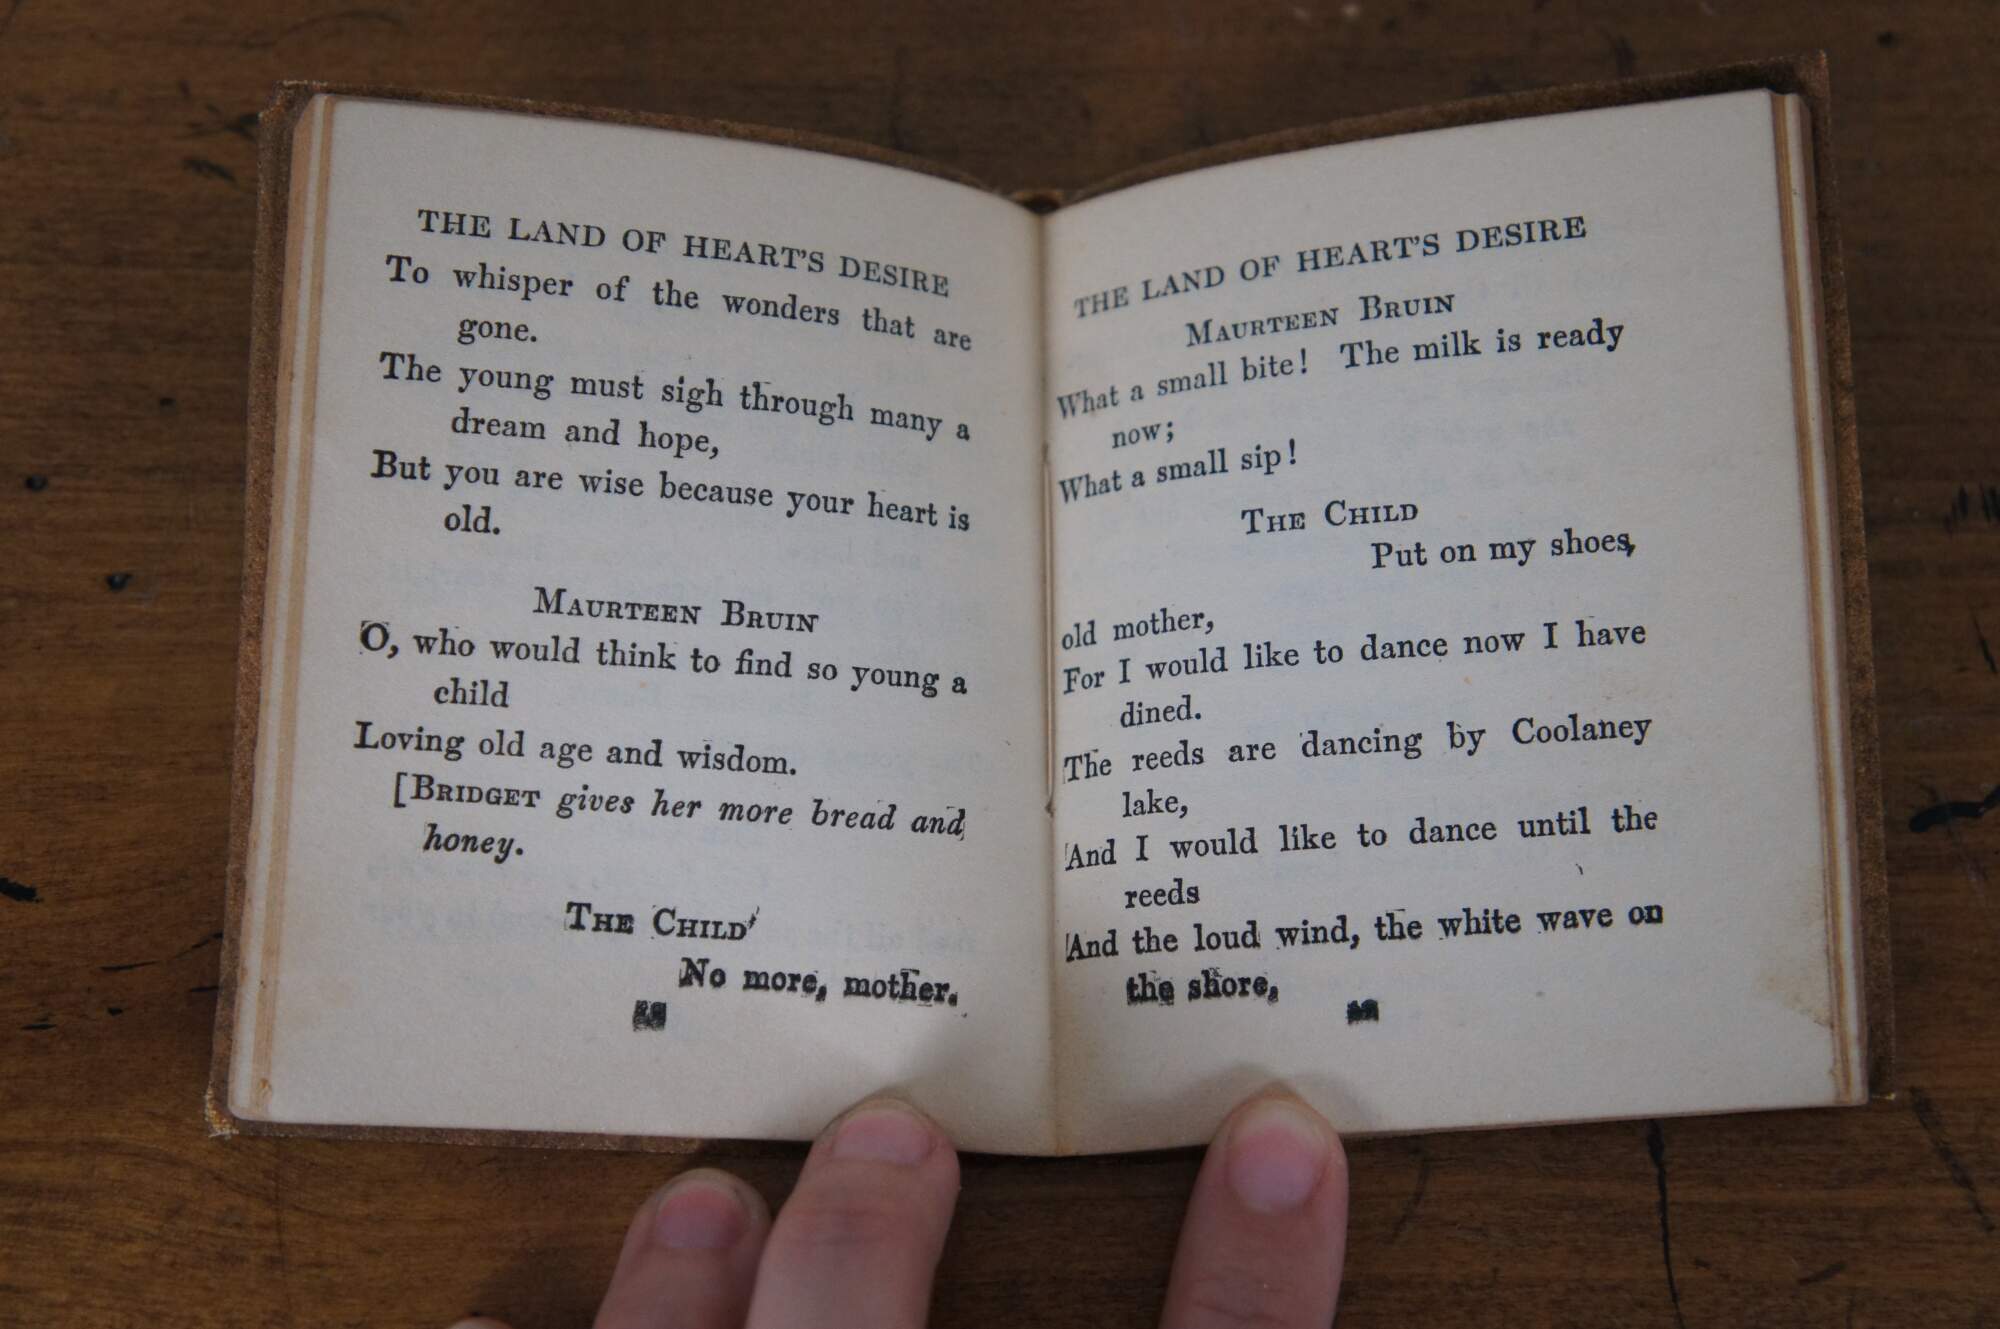 THE LAND OF HEART'S DESIRE
To whisper of the wonders that are
gone.
The young must sigh through many a
dream and hope,
But you are wise because your heart is
old.
MAURTEEN BRUIN
O, who would think to find so young a
child
Loving old age and wisdom.
[BRIDGET gives her more bread and
honey.
THE CHILD
No more, mother.
THE LAND OF HEART'S DESIRE
MAURTEEN BRUIN
What a small bite! The milk is ready
now;
What a small sip!
THE CHILD
Put on my shoes,
old mother,
For I would like to dance now I have
dined.
The reeds are dancing by Coolaney
lake,
And I would like to dance until the
reeds
And the loud wind, the white wave on
the shore,